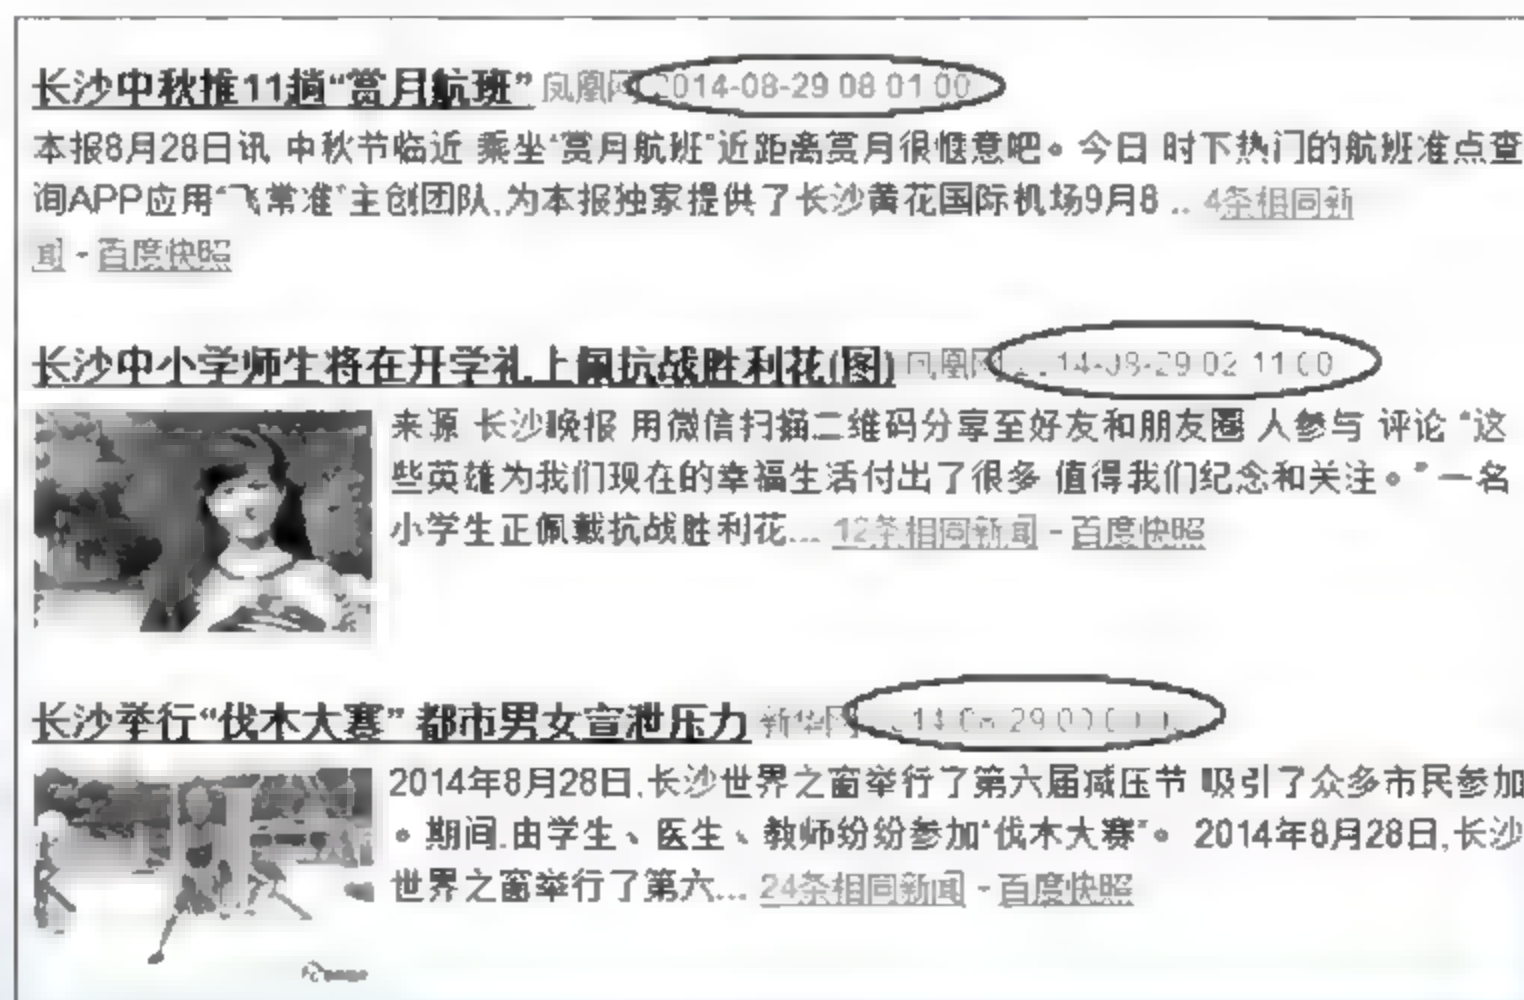 长沙中秋推11趟“赏月航班” 凤凰网 2014-08-29 08 01 00
本报8月28日讯 中秋节临近 乘坐“赏月航班”近距离赏月很惬意吧。今日 时下热门的航班准点查
询APP应用“飞常准”主创团队,为本报独家提供了长沙黄花国际机场9月8... 4条相同新
闻 - 百度快照
长沙中小学师生将在开学礼上佩抗战胜利花(图) 凤凰网 14-08-29 02 11 00
来源 长沙晚报 用微信扫描二维码分享至好友和朋友圈 人参与 评论 “这
些英雄为我们现在的幸福生活付出了很多 值得我们纪念和关注。”一名
小学生正佩戴抗战胜利花... 12条相同新闻 - 百度快照
长沙举行“伐木大赛” 都市男女宣泄压力 新华网 14 29
2014年8月28日,长沙世界之窗举行了第六届减压节 吸引了众多市民参加
。期间.由学生、医生、教师纷纷参加“伐木大赛”。 2014年8月28日,长沙
世界之窗举行了第六... 24条相同新闻 - 百度快照